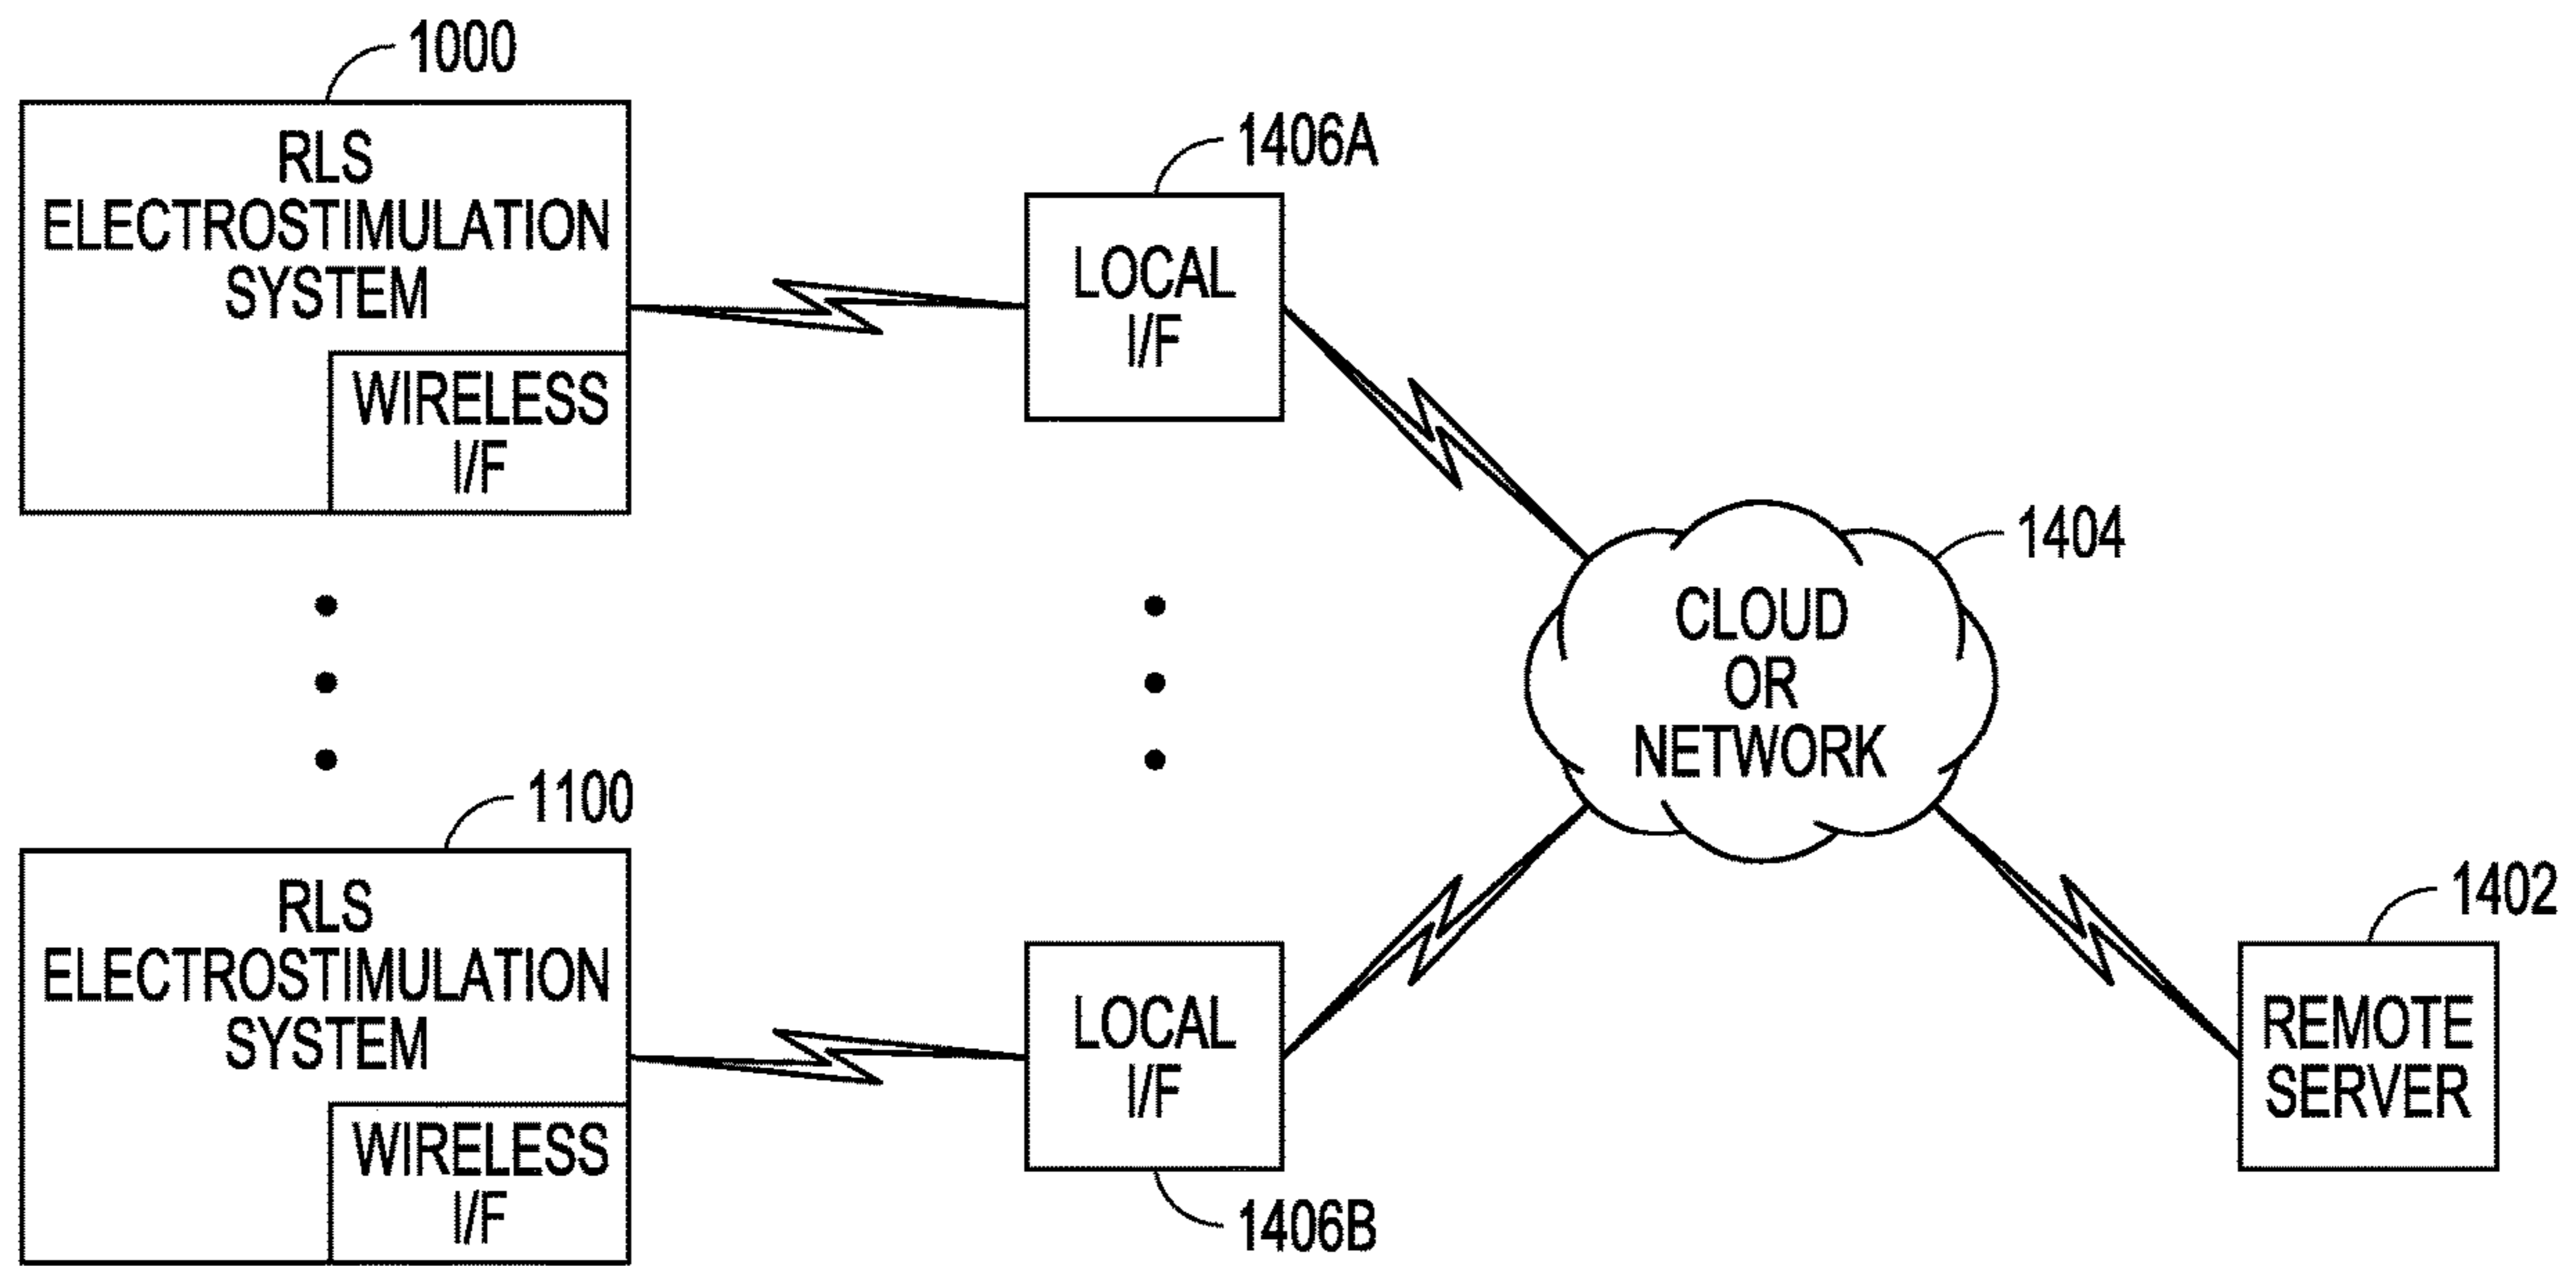 1000
RLS
ELECTROSTIMULATION
SYSTEM
WIRELESS
I/F
1406A
LOCAL
I/F
1404
CLOUD
OR
NETWORK
1100
RLS
ELECTROSTIMULATION
SYSTEM
WIRELESS
I/F
LOCAL
I/F
1406B
1402
REMOTE
SERVER